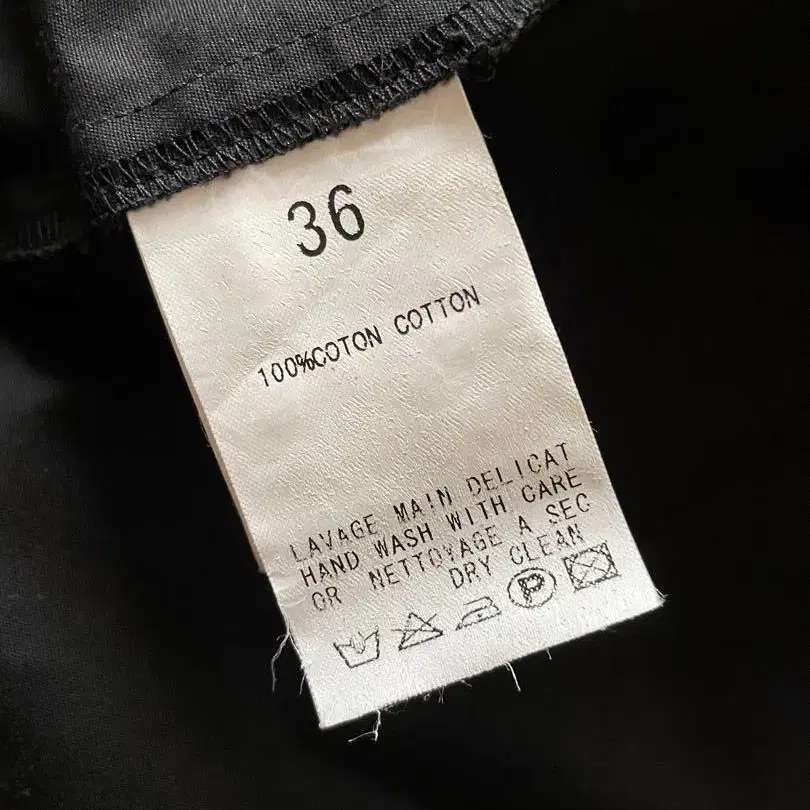 36
100%COTON COTTON
LAVAGE MAIN DELICAT
HAND WASH WITH CARE
OR NETTOYAGE A SEC
DRY CLEAN
P